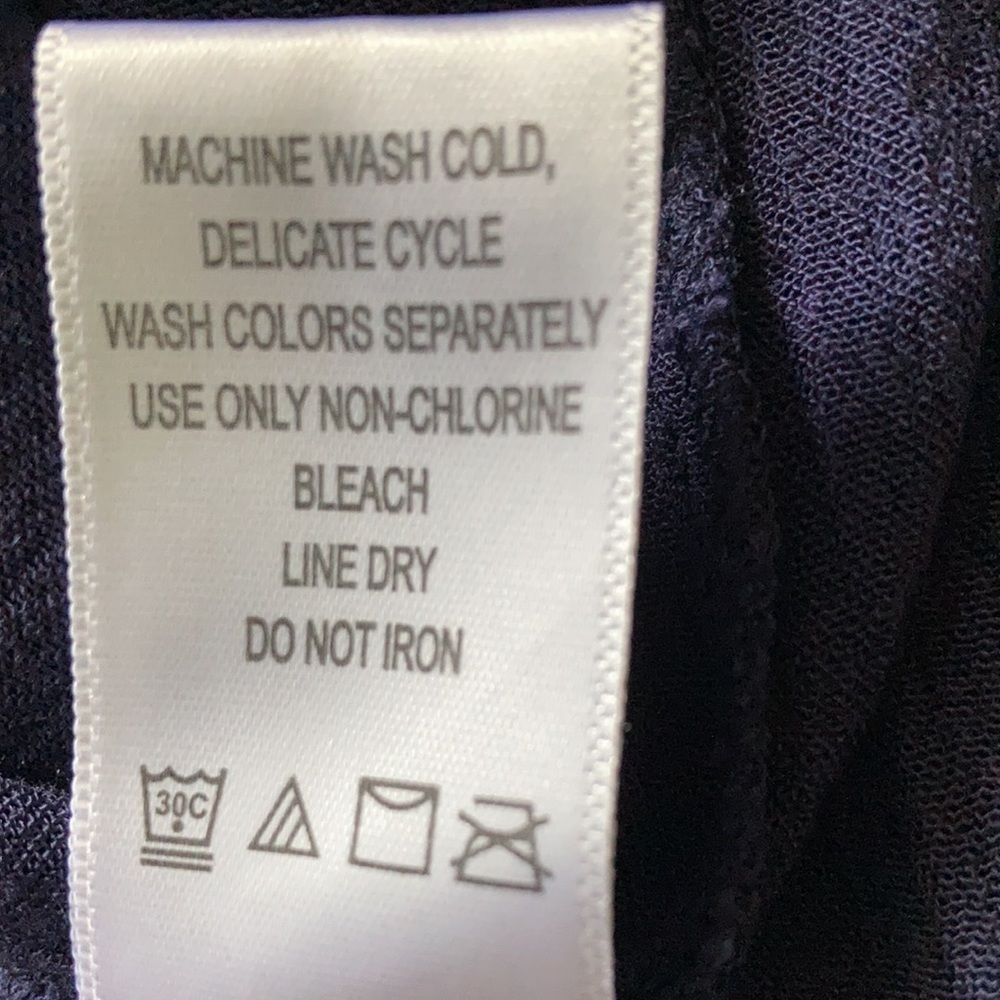 MACHINE WASH COLD,
DELICATE CYCLE
WASH COLORS SEPARATELY
USE ONLY NON-CHLORINE
BLEACH
LINE DRY
DO NOT IRON
30C